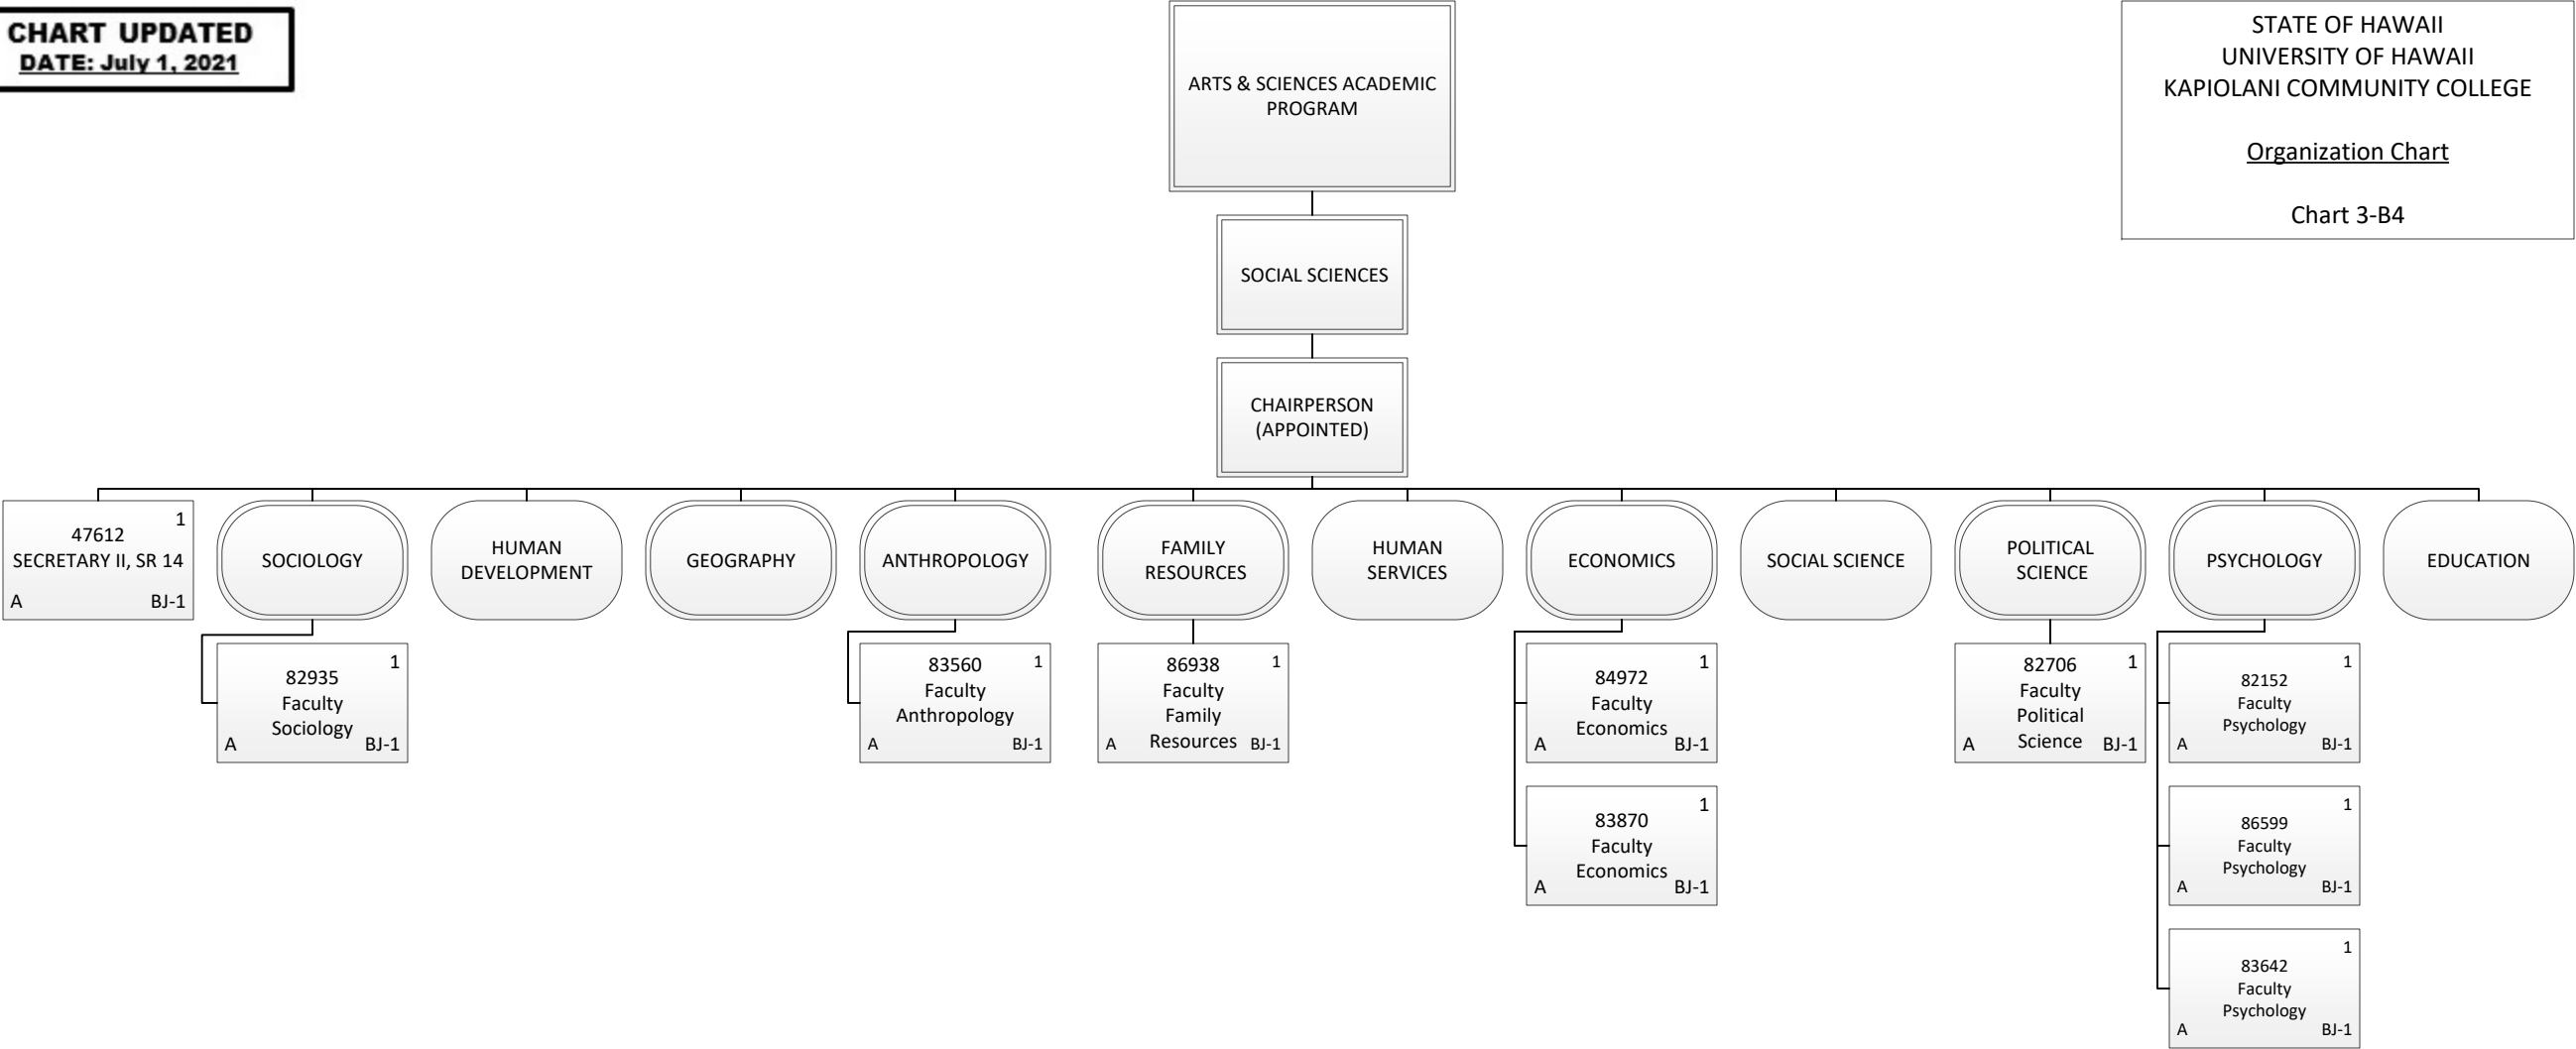 CHART UPDATED
DATE: July 1, 2021
ARTS & SCIENCES ACADEMIC
PROGRAM
STATE OF HAWAII
UNIVERSITY OF HAWAII
KAPIOLANI COMMUNITY COLLEGE
Organization Chart
Chart 3-B4
SOCIAL SCIENCES
CHAIRPERSON
(APPOINTED)
1
47612
SECRETARY II, SR 14
A BJ-1
SOCIOLOGY
HUMAN
DEVELOPMENT
GEOGRAPHY
ANTHROPOLOGY
FAMILY
RESOURCES
HUMAN
SERVICES
ECONOMICS
SOCIAL SCIENCE
POLITICAL
SCIENCE
PSYCHOLOGY
EDUCATION
1
82935
Faculty
Sociology
A BJ-1
83560 1
Faculty
Anthropology
A BJ-1
86938 1
Faculty
Family
Resources
A BJ-1
1
84972
Faculty
Economics
A BJ-1
1
83870
Faculty
Economics
A BJ-1
82706 1
Faculty
Political
Science
A BJ-1
1
82152
Faculty
Psychology
A BJ-1
1
86599
Faculty
Psychology
A BJ-1
1
83642
Faculty
Psychology
A BJ-1